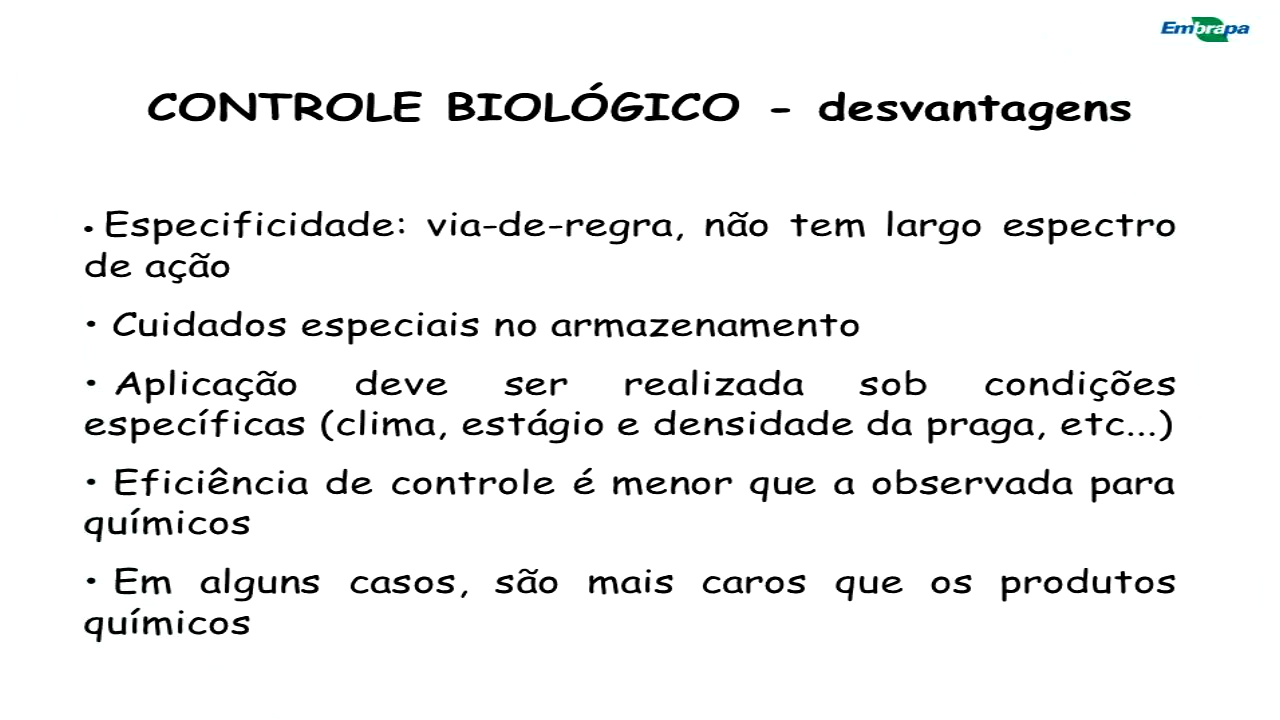 Embrapa
CONTROLE BIOLÓGICO - desvantagens
• Especificidade: via-de-regra, não tem largo espectro
de ação
• Cuidados especiais no armazenamento
• Aplicação deve ser realizada sob condições
específicas (clima, estágio e densidade da praga, etc...)
• Eficiência de controle é menor que a observada para
químicos
• Em alguns casos, são mais caros que os produtos
químicos